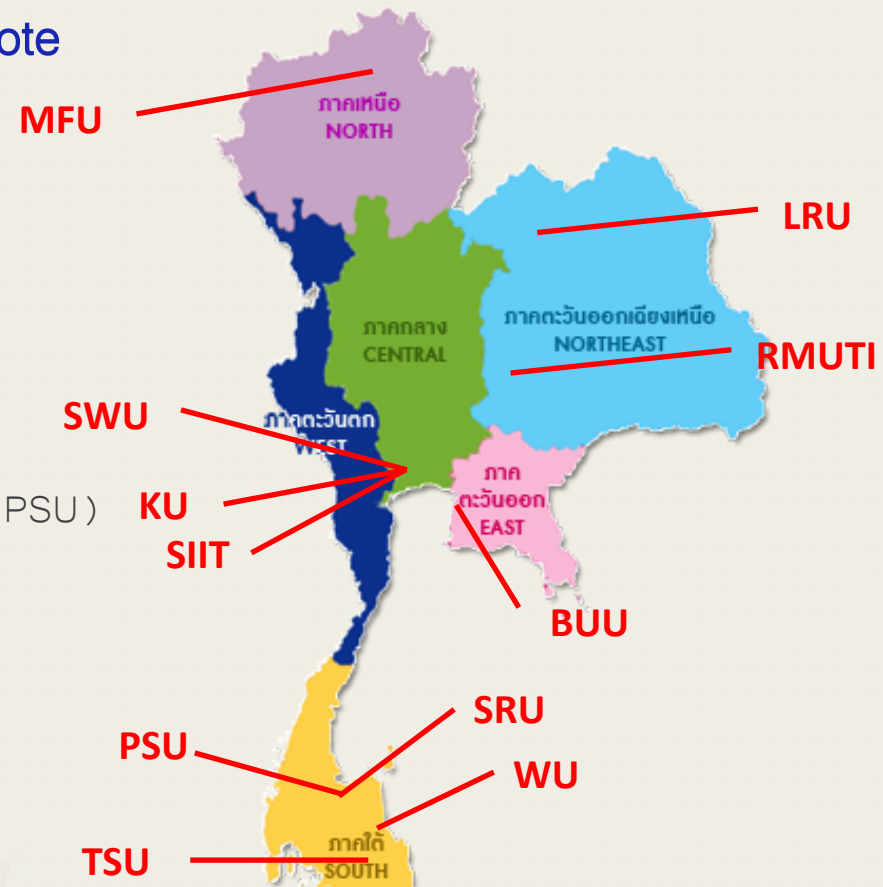 ote
MFU
ภาคเหนือ
NORTH
LRU
ภาคกลาง
CENTRAL
ภาคตะวันออกเฉียงเหนือ
NORTHEAST
RMUTI
SWU
ภาคตะวันตก
WEST
ภาค
ตะวันออก
EAST
PSU)
KU
SIIT
BUU
SRU
PSU
WU
ภาคใต้
SOUTH
TSU